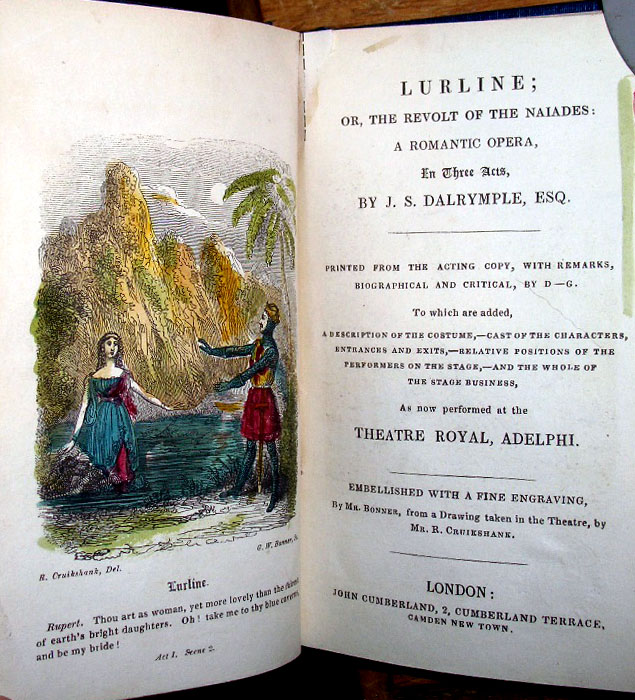 R. Cruikshank, Del.
G. W. Bonner,
Lurline.
Rupert. Thou art as woman, yet more lovely than the fairest
of earth's bright daughters. Oh! take me to thy blue caverns,
and be my bride!
Act I. Scene 2.
LURLINE;
OR, THE REVOLT OF THE NAIADES:
A ROMANTIC OPERA,
In Three Acts,
BY J. S. DALRYMPLE, ESQ.
PRINTED FROM THE ACTING COPY, WITH REMARKS,
BIOGRAPHICAL AND CRITICAL, BY D—G.
To which are added,
A DESCRIPTION OF THE COSTUME,—CAST OF THE CHARACTERS,
ENTRANCES AND EXITS,—RELATIVE POSITIONS OF THE
PERFORMERS ON THE STAGE,—AND THE WHOLE OF
THE STAGE BUSINESS,
As now performed at the
THEATRE ROYAL, ADELPHI.
EMBELLISHED WITH A FINE ENGRAVING,
By MR. BONNER, from a Drawing taken in the Theatre, by
MR. R. CRUIKSHANK.
LONDON:
JOHN CUMBERLAND, 2, CUMBERLAND TERRACE,
CAMDEN NEW TOWN.